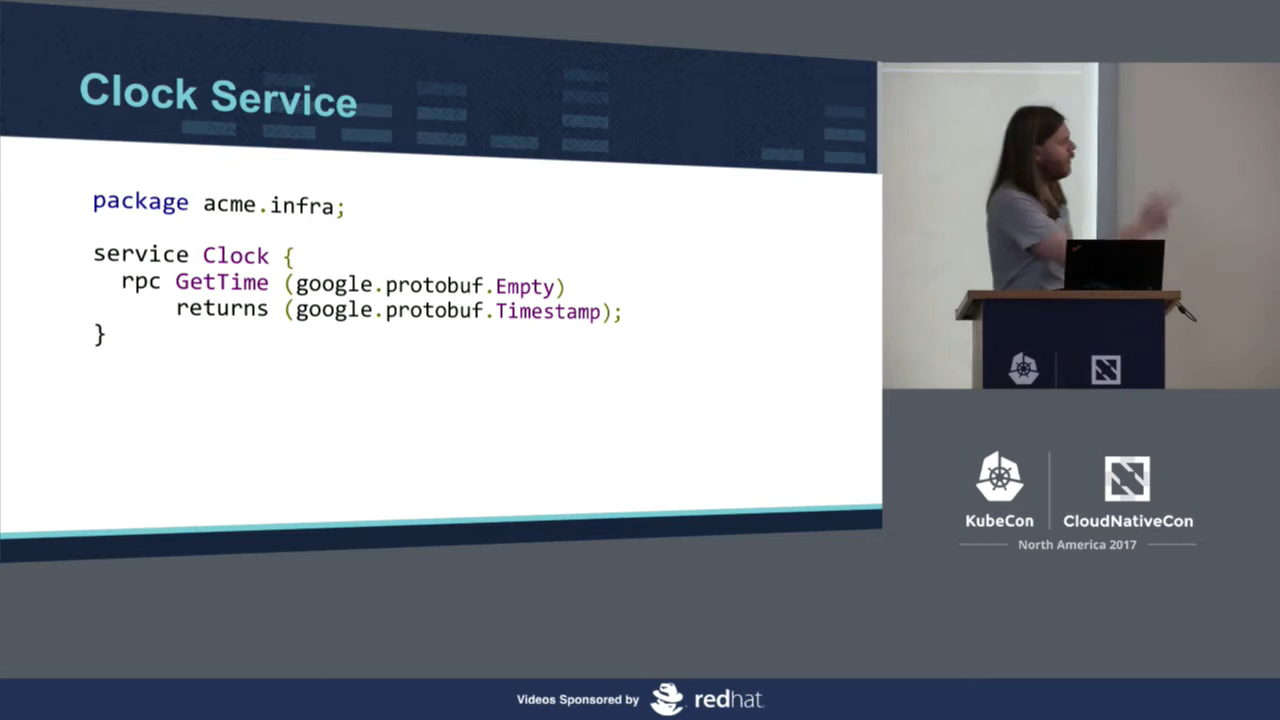 Clock Service
package acme.infra;
service Clock {
rpc GetTime (google.protobuf.Empty)
returns (google.protobuf.Timestamp);
}
KubeCon
CloudNativeCon
North America 2017
Videos Sponsored by
redhat